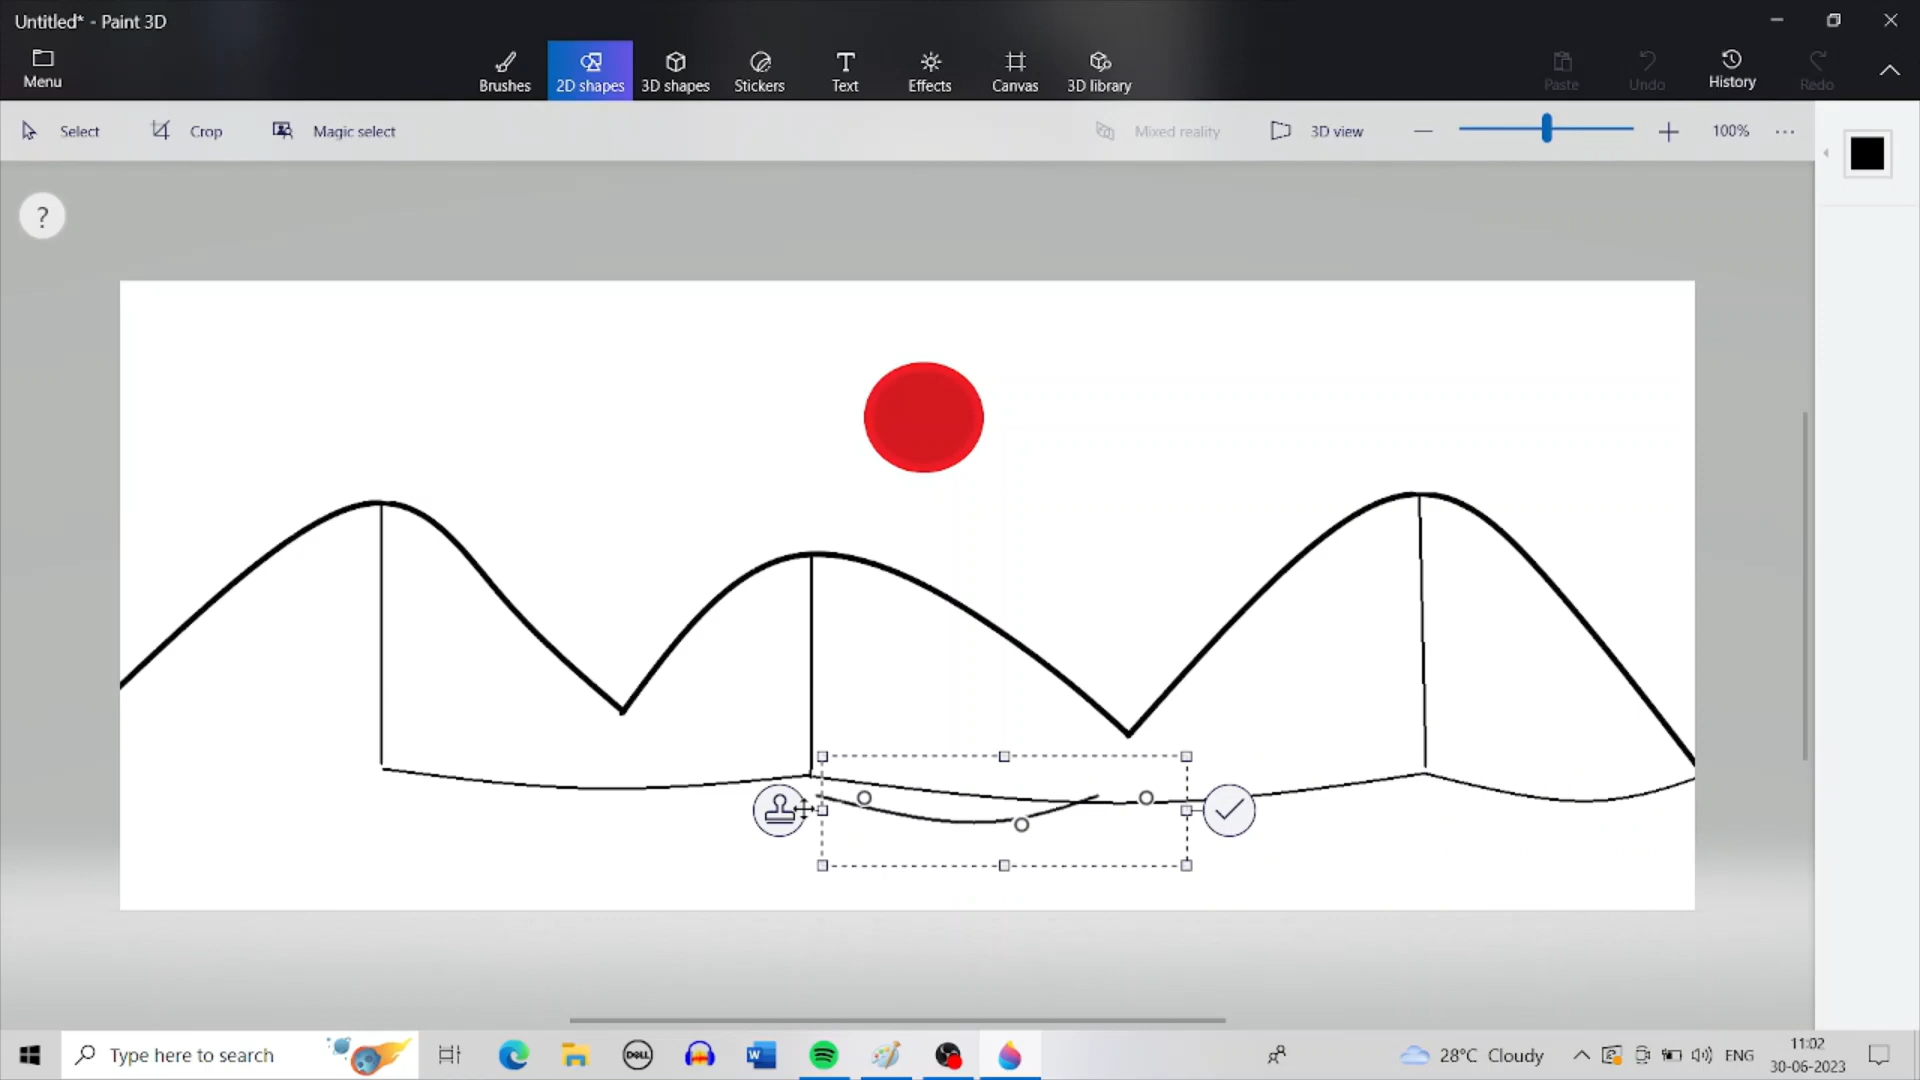 Untitled* - Paint 3D
Menu
Brushes
2D shapes
3D shapes
Stickers
Text
Effects
Canvas
3D library
Paste
Undo
History
Redo
Select
Crop
Magic select
Mixed reality
3D view
100%
?
Type here to search
DELL
W
28°C Cloudy
ENG
11:02
30-06-2023